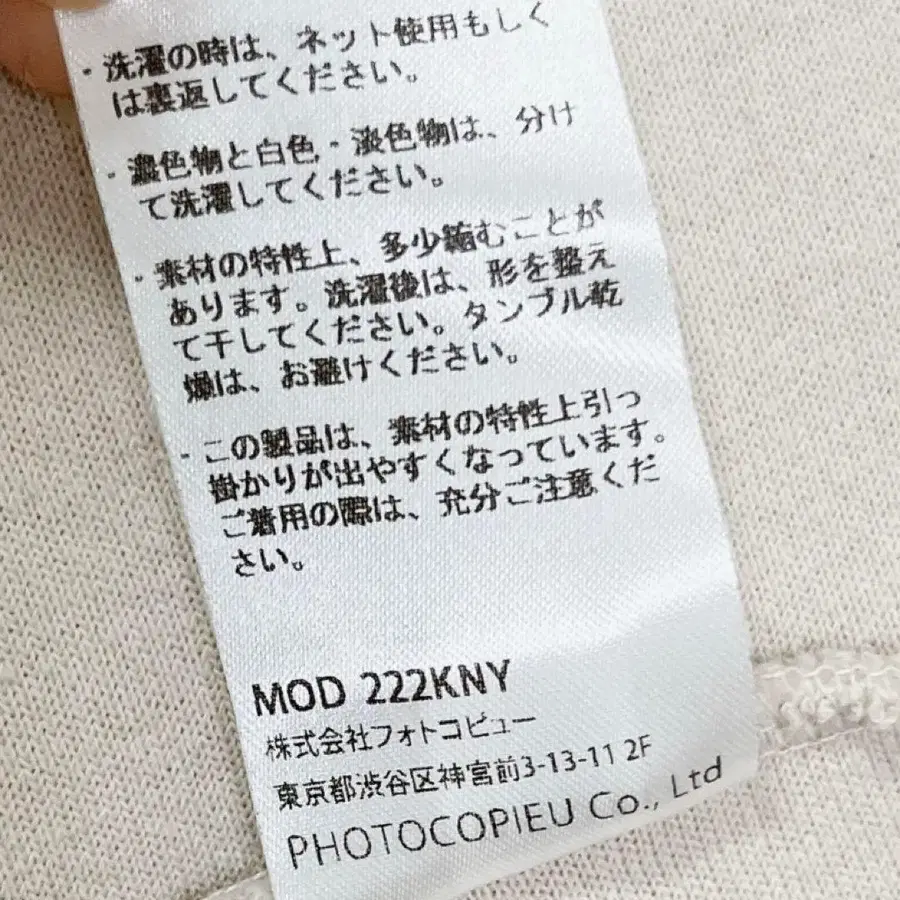 ・洗濯の時は、ネット使用もしく
は裏返してください。
・濃色物と白色・淡色物は、分け
て洗濯してください。
・素材の特性上、多少縮むことが
あります。洗濯後は、形を整え
て干してください。タンブル乾
燥は、お避けください。
・この製品は、素材の特性上引っ
掛かりが出やすくなっています。
ご着用の際は、充分ご注意くだ
さい。
MOD 222KNY
株式会社フォトコピュー
東京都渋谷区神宮前3-13-11 2F
PHOTOCOPIEU Co., Ltd